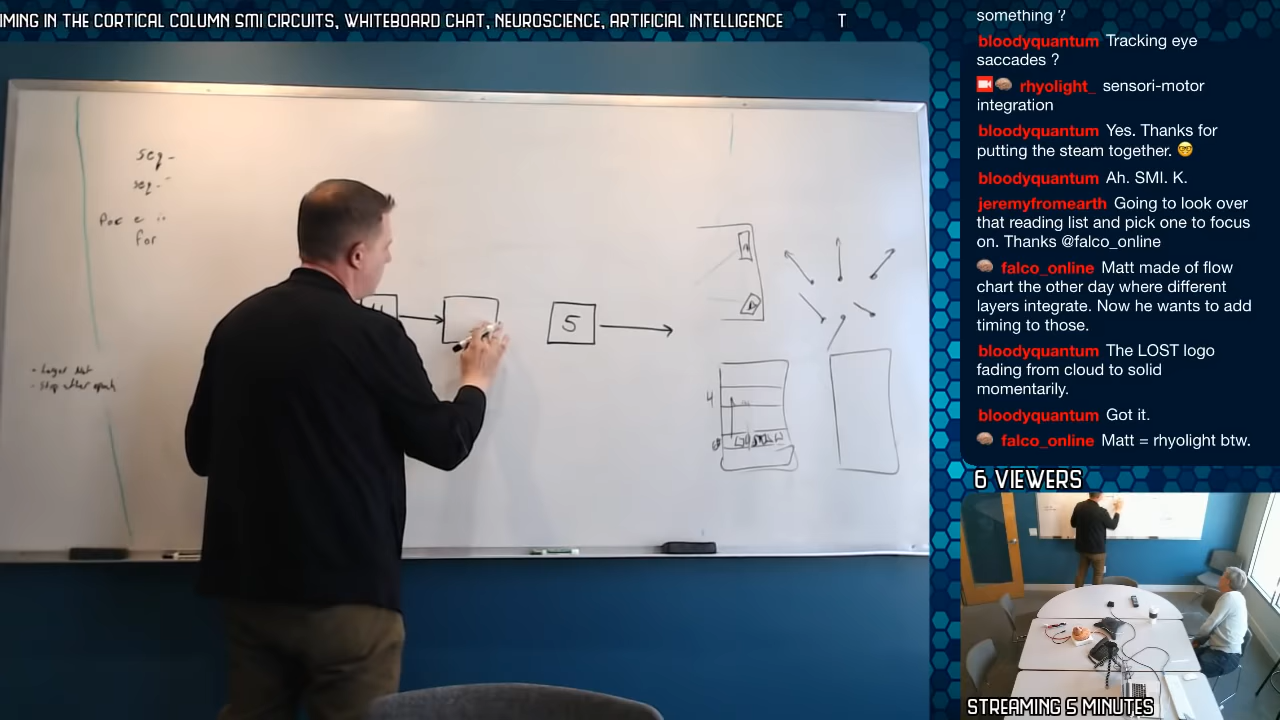 IMING IN THE CORTICAL COLUMN SMI CIRCUITS, WHITEBOARD CHAT, NEUROSCIENCE, ARTIFICIAL INTELLIGENCE T
something ?
bloodyquantum Tracking eye
saccades ?
rhyolight_ sensori-motor
integration
bloodyquantum Yes. Thanks for
putting the steam together. 🤓
bloodyquantum Ah. SMI. K.
jeremyfromearth Going to look over
that reading list and pick one to focus
on. Thanks @falco_online
falco_online Matt made of flow
chart the other day where different
layers integrate. Now he wants to add
timing to those.
bloodyquantum The LOST logo
fading from cloud to solid
momentarily.
bloodyquantum Got it.
falco_online Matt = rhyolight btw.
6 VIEWERS
STREAMING 5 MINUTES
seq-
seq-
for
5
4